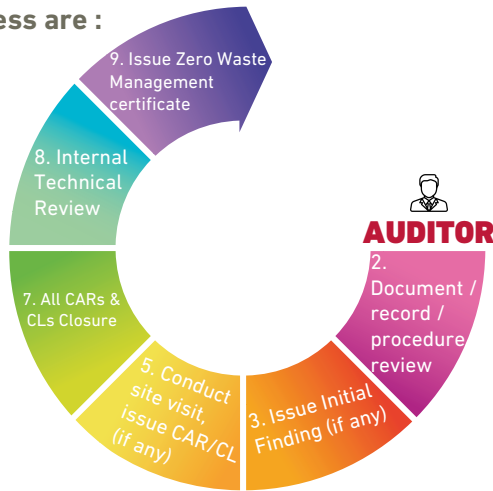 ess are :
9. Issue Zero Waste
Management
certificate
8. Internal
Technical
Review
AUDITOR
2.
Document /
record /
procedure
review
7. All CARs &
CLs Closure
5. Conduct
site visit,
issue CAR/CL
(if any)
3. Issue Initial
Finding (if any)